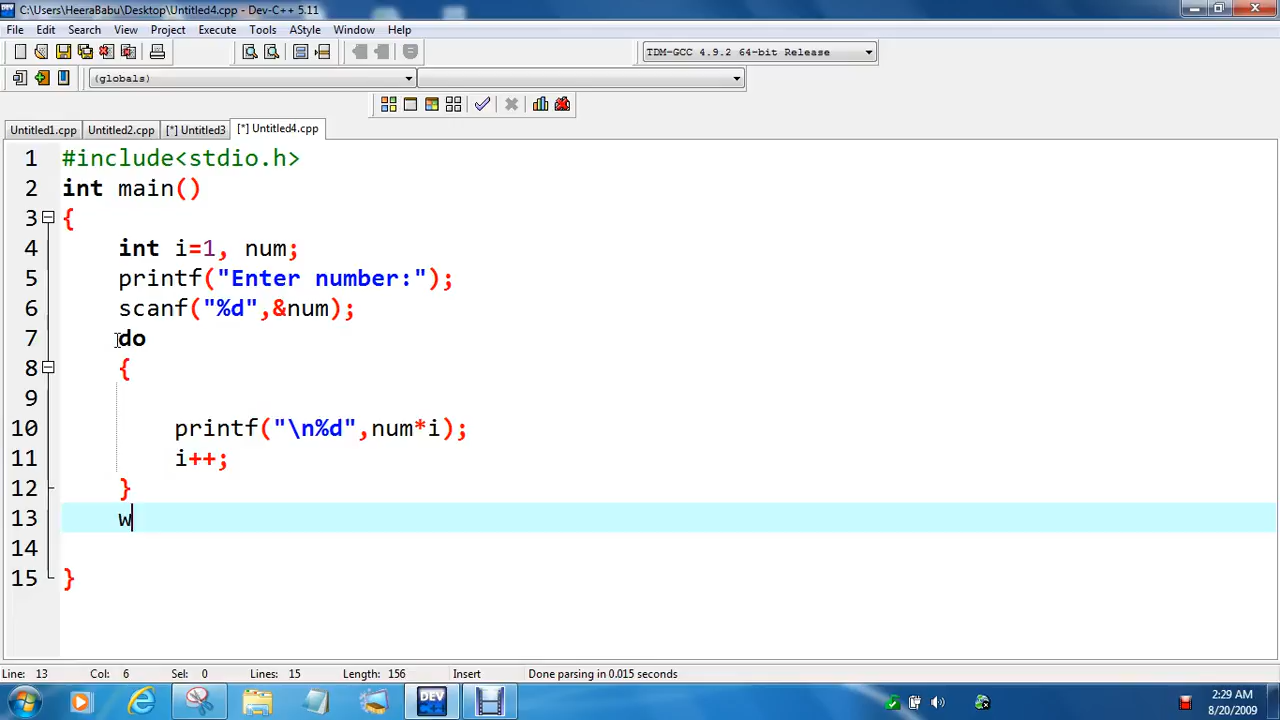 C:\Users\HeeraBabu\Desktop\Untitled4.cpp - Dev-C++ 5.11
File Edit Search View Project Execute Tools AStyle Window Help
TDM-GCC 4.9.2 64-bit Release
(globals)
Untitled1.cpp Untitled2.cpp [*] Untitled3 [*] Untitled4.cpp
1 #include<stdio.h>
2 int main()
3 {
4 int i=1, num;
5 printf("Enter number:");
6 scanf("%d",&num);
7 do
8 {
9
10 printf("\n%d",num*i);
11 i++;
12 }
13 w
14
15 }
Line: 13 Col: 6 Sel: 0 Lines: 15 Length: 156 Insert Done parsing in 0.015 seconds
DEV C++
2:29 AM
8/20/2009